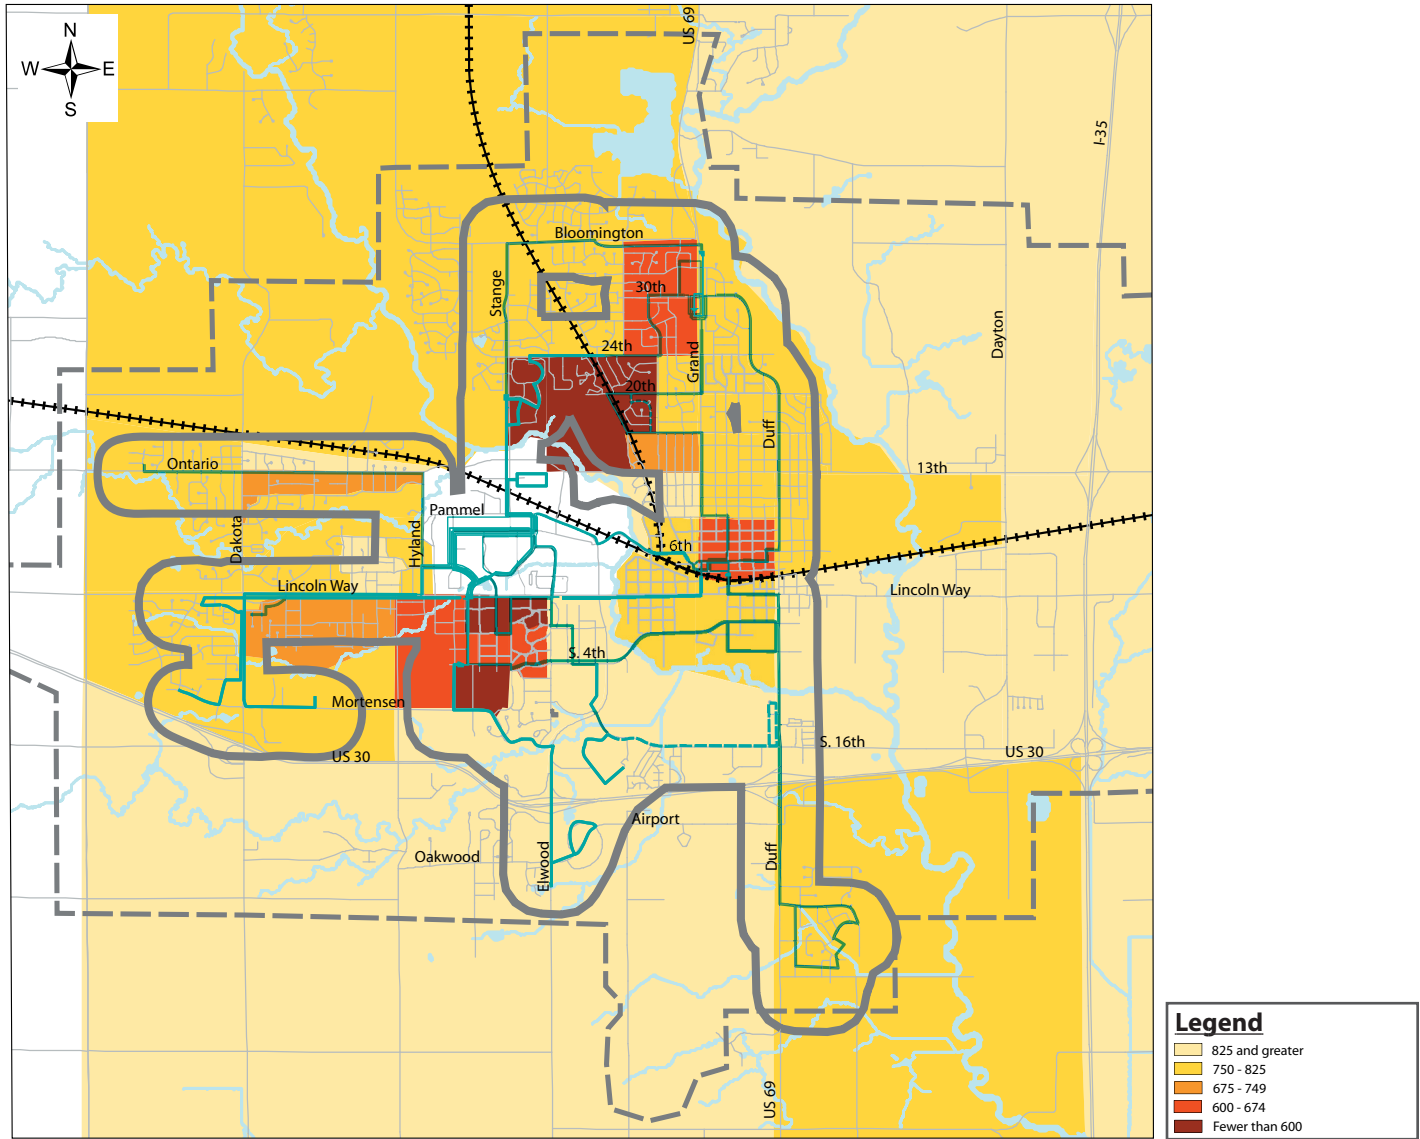 N
W E
S
US 69
I-35
Bloomington
Stange
30th
Dayton
24th
Grand
20th
Duff
Ontario
13th
Pammel
Dakota
Hyland
6th
Lincoln Way
Lincoln Way
S. 4th
Mortensen
S. 16th
US 30
US 30
Airport
Oakwood
Elwood
Duff
US 69
Legend
825 and greater
750 - 825
675 - 749
600 - 674
Fewer than 600